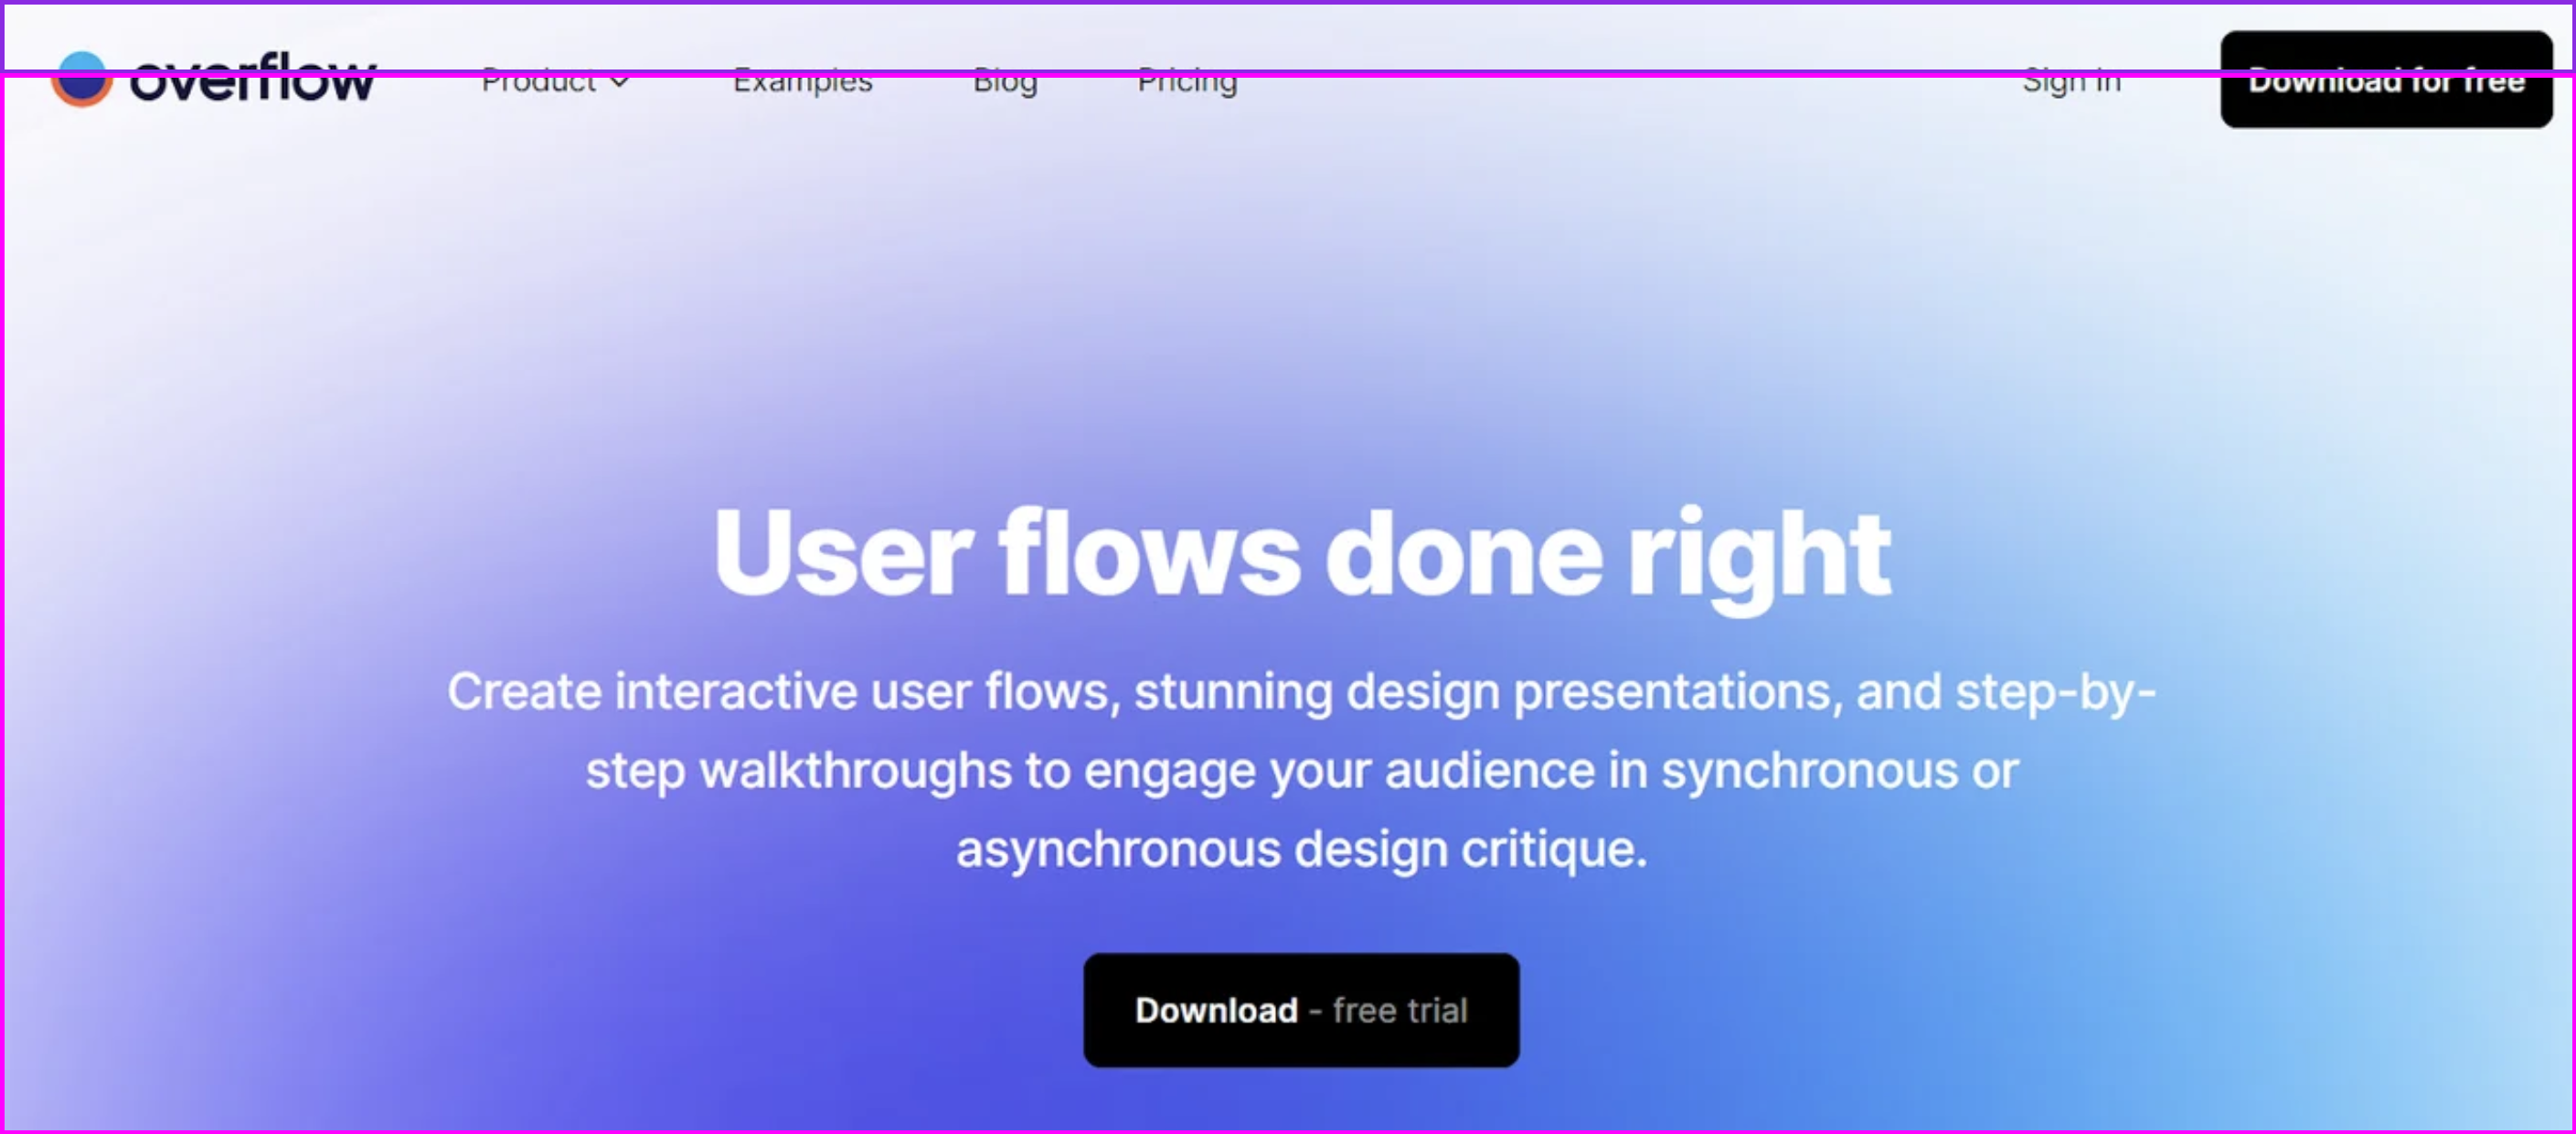 overflow Product Examples Blog Pricing Sign in Download for free
User flows done right
Create interactive user flows, stunning design presentations, and step-by-
step walkthroughs to engage your audience in synchronous or
asynchronous design critique.
Download - free trial